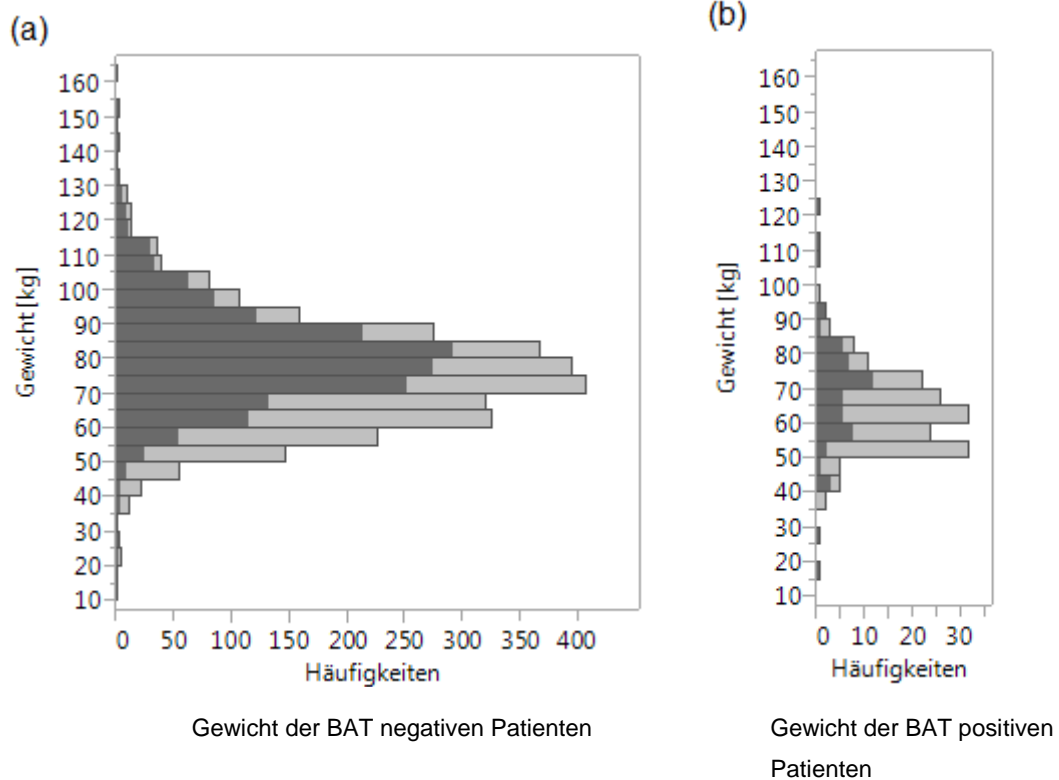 (a)
160
150
140
130
120
110
100
90
80
70
60
50
40
30
20
10
Gewicht [kg]
0 50 100 150 200 250 300 350 400
Häufigkeiten
Gewicht der BAT negativen Patienten
(b)
160
150
140
130
120
110
100
90
80
70
60
50
40
30
20
10
Gewicht [kg]
0 10 20 30
Häufigkeiten
Gewicht der BAT positiven
Patienten